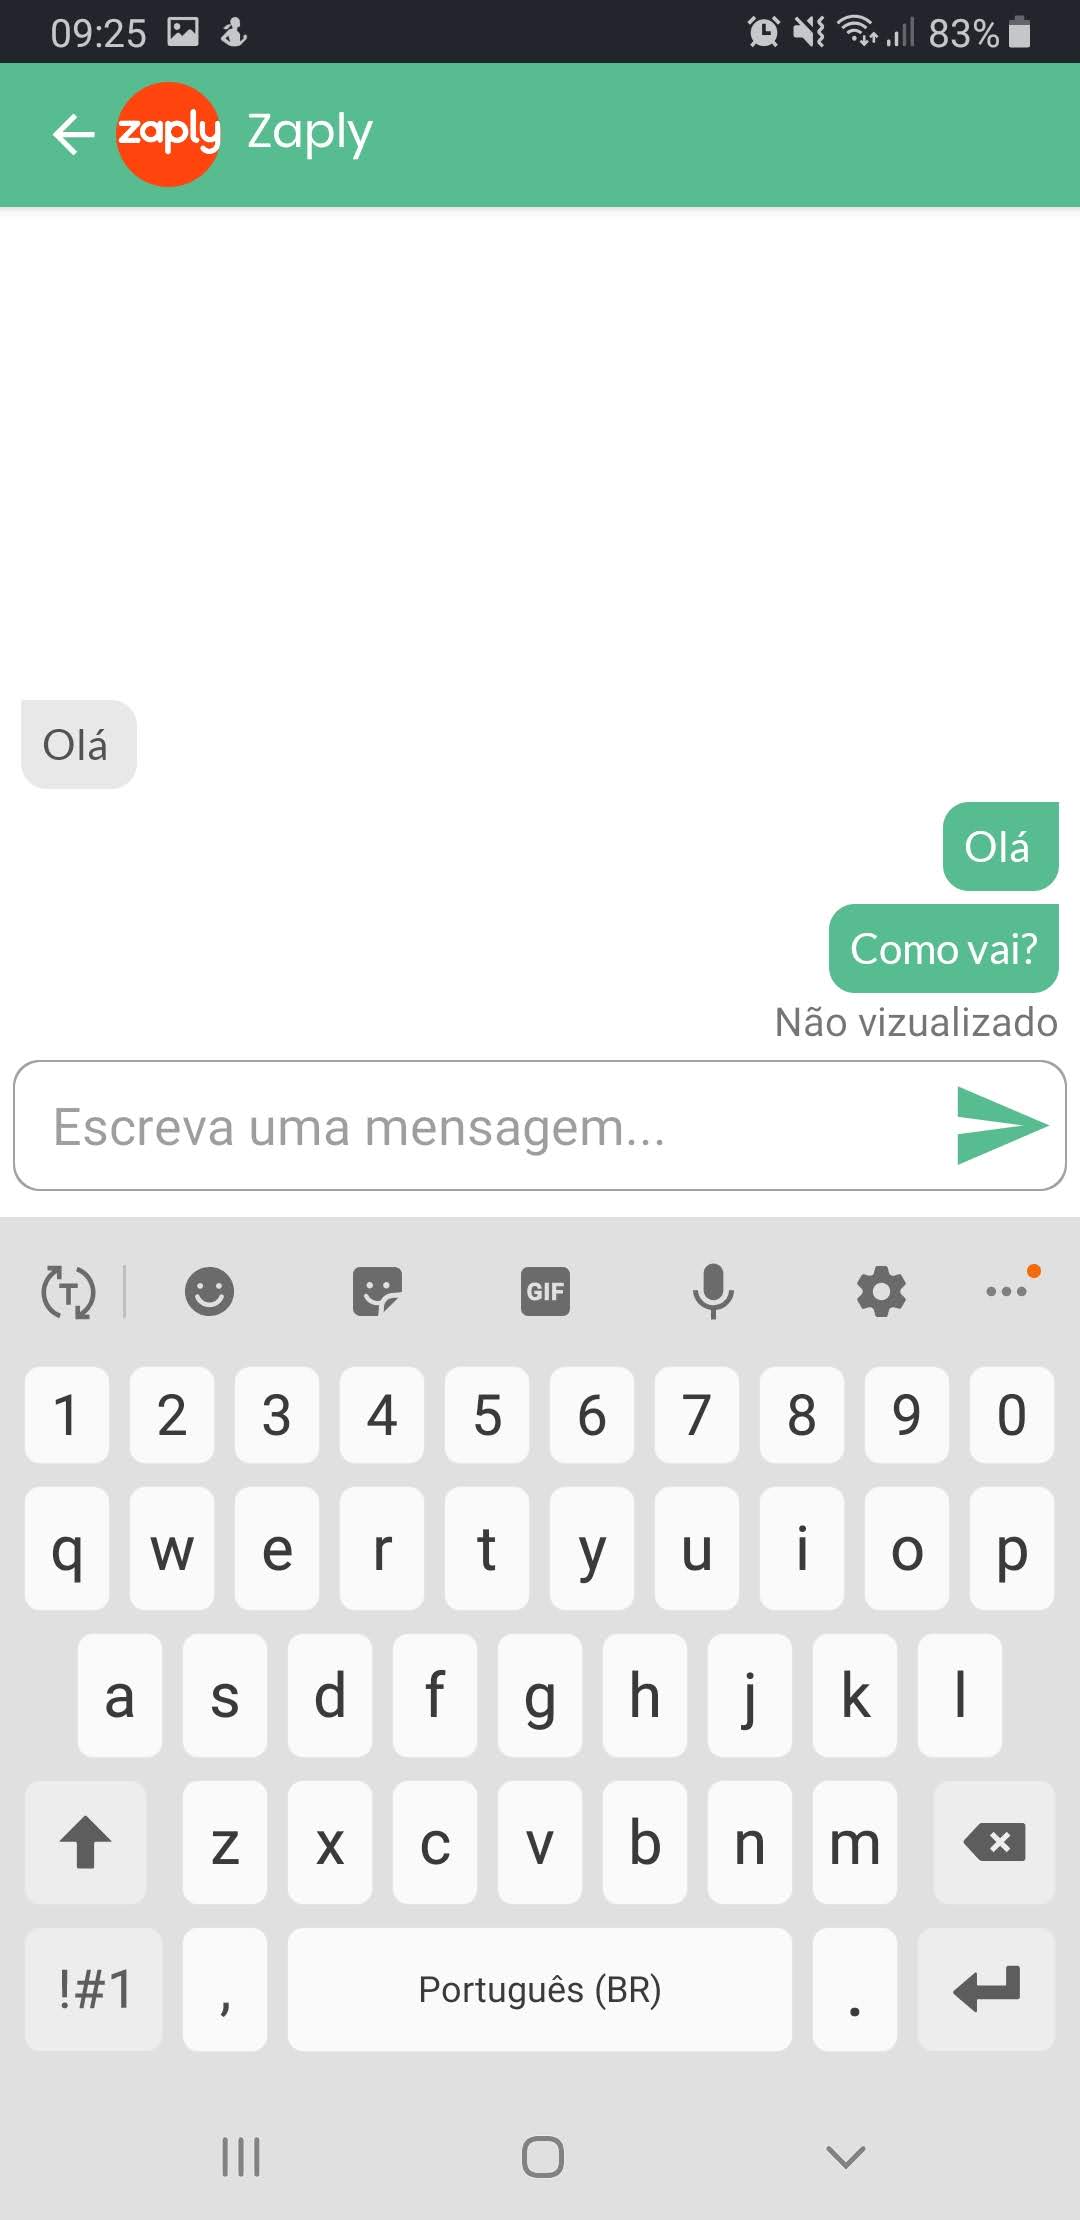 09:25 83%
zaply Zaply
Olá
Olá
Como vai?
Não vizualizado
Escreva uma mensagem...
T GIF
1 2 3 4 5 6 7 8 9 0
q w e r t y u i o p
a s d f g h j k l
z x c v b n m
!#1 , Português (BR) .